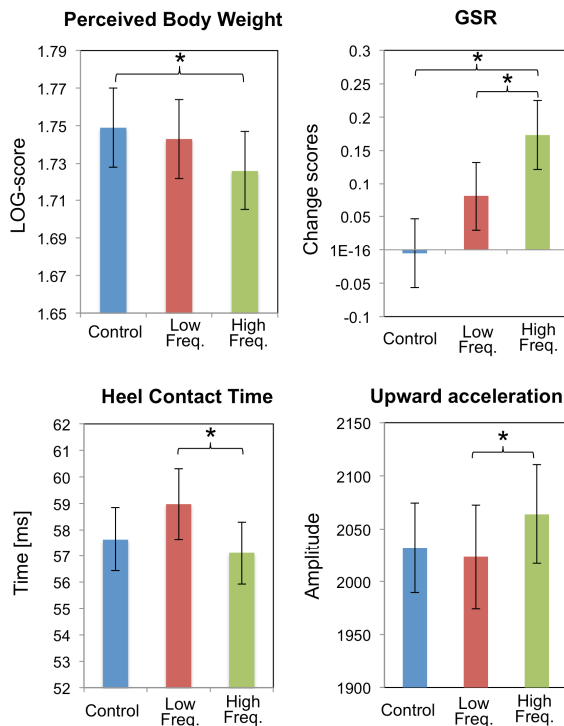 Perceived Body Weight
LOG-score
1.79
1.77
1.75
1.73
1.71
1.69
1.67
1.65
*
Control
Low
Freq.
High
Freq.
GSR
Change scores
0.3
0.25
0.2
0.15
0.1
0.05
1E-16
-0.05
-0.1
*
*
Control
Low
Freq.
High
Freq.
Heel Contact Time
Time [ms]
62
61
60
59
58
57
56
55
54
53
52
*
Control
Low
Freq.
High
Freq.
Upward acceleration
Amplitude
2150
2100
2050
2000
1950
1900
*
Control
Low
Freq.
High
Freq.